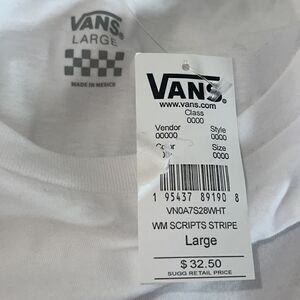 VANS
LARGE
MADE IN MEXICO
VANS
www.vans.com
Class
0000
Vendor Style
00000 0000
Color Size
0000
1 95437 89190 8
VN0A7S28WHT
WM SCRIPTS STRIPE
Large
$32.50
SUGG RETAIL PRICE